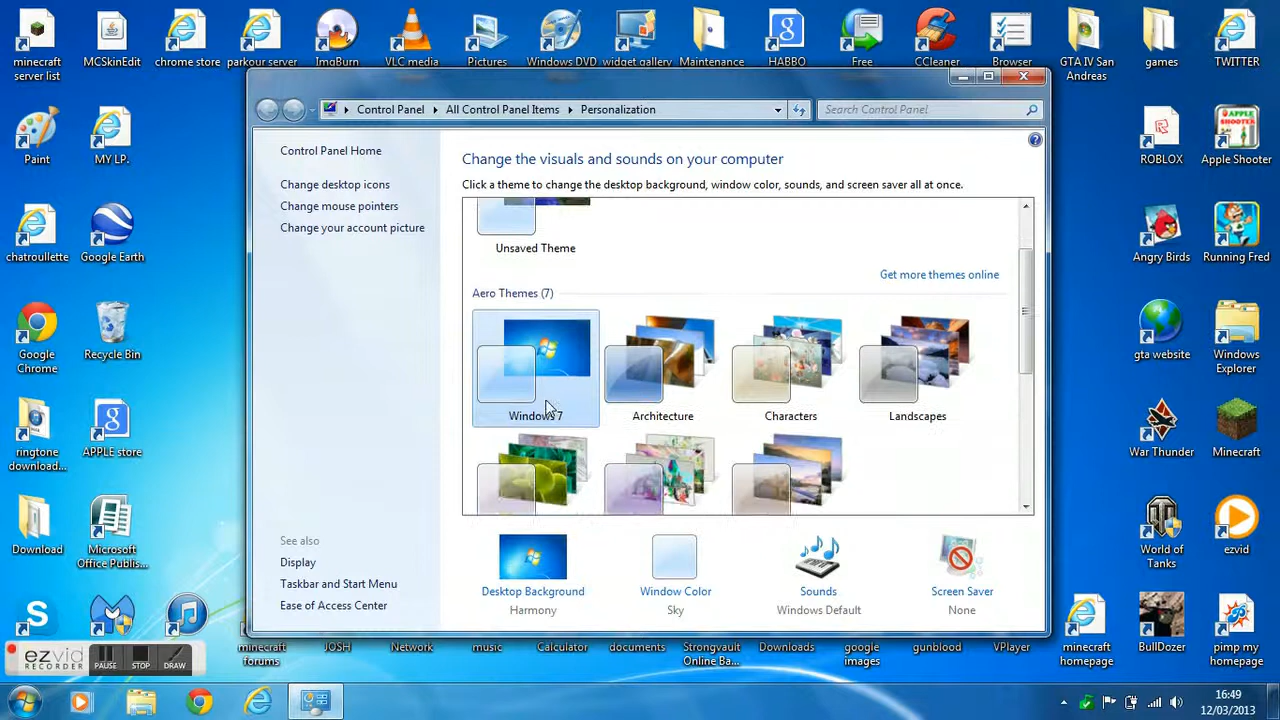 minecraft
server list
MCSkinEdit
chrome store
parkour server
ImgBurn
VLC media
Pictures
Windows DVD
widget gallery
Maintenance
HABBO
Free
CCleaner
Browser
GTA IV San
Andreas
games
TWITTER
Control Panel
All Control Panel Items
Personalization
Search Control Panel
Control Panel Home
Change desktop icons
Change mouse pointers
Change your account picture
Change the visuals and sounds on your computer
Click a theme to change the desktop background, window color, sounds, and screen saver all at once.
Unsaved Theme
Get more themes online
Aero Themes (7)
Windows 7
Architecture
Characters
Landscapes
See also
Display
Taskbar and Start Menu
Ease of Access Center
Desktop Background
Harmony
Window Color
Sky
Sounds
Windows Default
Screen Saver
None
Paint
MY LP.
chatroullette
Google Earth
Google
Chrome
Recycle Bin
ringtone
download...
APPLE store
Download
Microsoft
Office Publis...
ROBLOX
APPLE
SHOOTER
Apple Shooter
Angry Birds
Running Fred
gta website
Windows
Explorer
War Thunder
Minecraft
World of
Tanks
ezvid
BullDozer
pimp my
homepage
minecraft
homepage
ezvid
RECORDER
PAUSE
STOP
DRAW
minecraft
forums
JOSH
Network
music
Calculator
documents
Strongvault
Online Ba...
Downloads
google
images
gunblood
VPlayer
16:49
12/03/2013